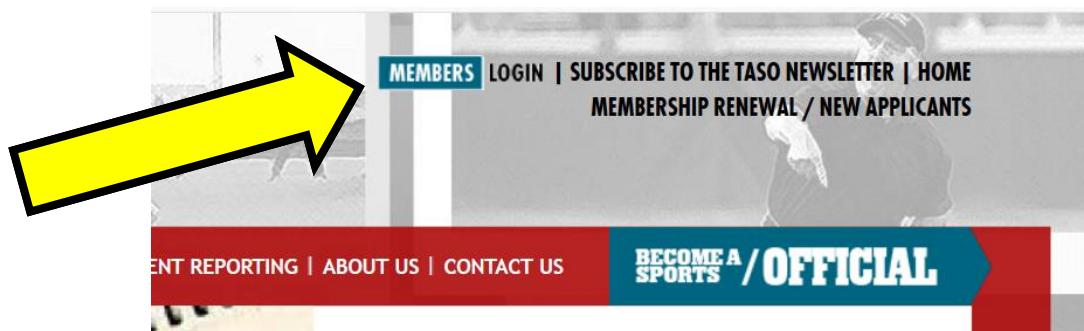 MEMBERS LOGIN | SUBSCRIBE TO THE TASO NEWSLETTER | HOME
MEMBERSHIP RENEWAL / NEW APPLICANTS
ENT REPORTING | ABOUT US | CONTACT US
BECOME A
SPORTS / OFFICIAL